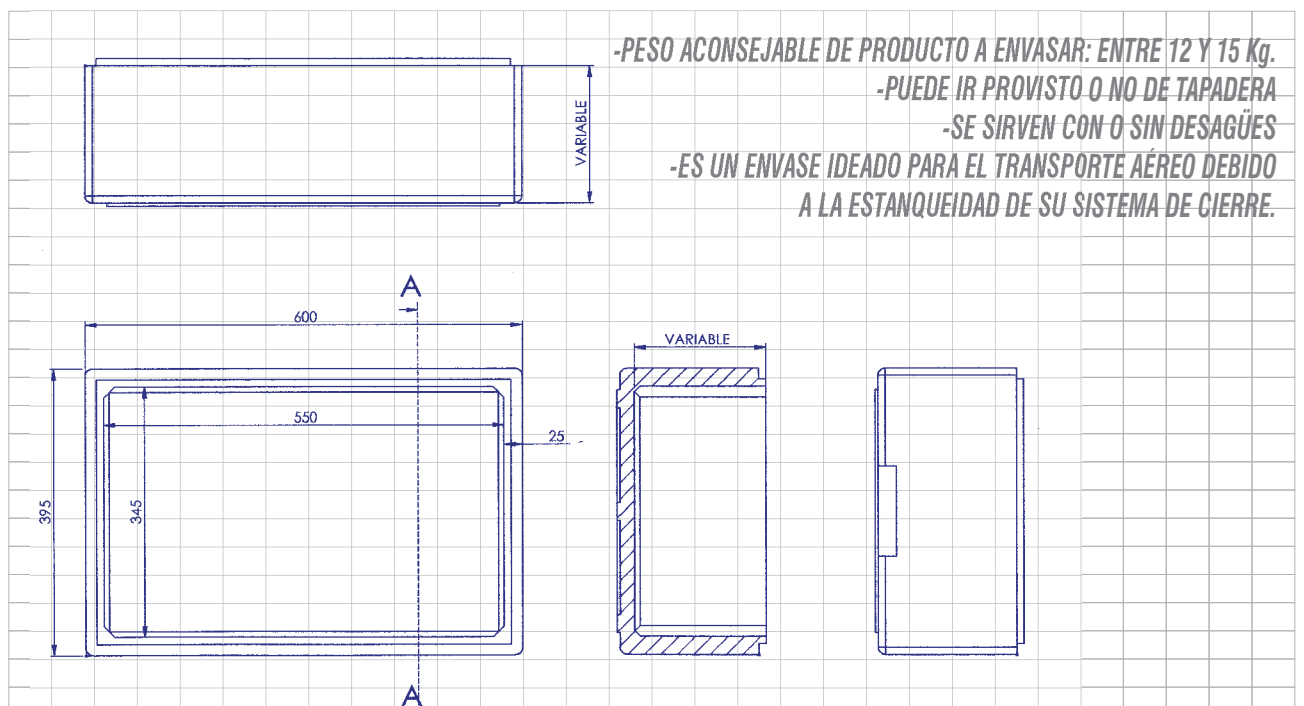 -PESO ACONSEJABLE DE PRODUCTO A ENVASAR: ENTRE 12 Y 15 Kg.
-PUEDE IR PROVISTO O NO DE TAPADERA
-SE SIRVEN CON O SIN DESAGÜES
-ES UN ENVASE IDEADO PARA EL TRANSPORTE AÉREO DEBIDO
A LA ESTANQUEIDAD DE SU SISTEMA DE CIERRE.
VARIABLE
A
600
VARIABLE
550
25
395
345
A